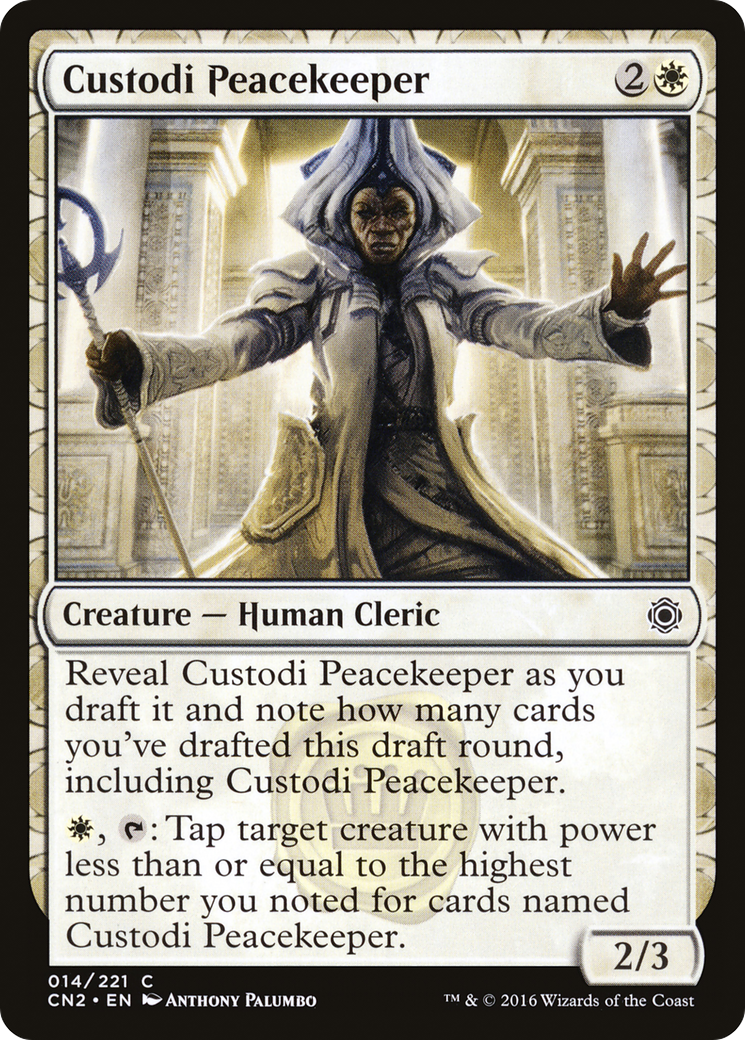 Custodi Peacekeeper 2
Creature — Human Cleric
Reveal Custodi Peacekeeper as you
draft it and note how many cards
you've drafted this draft round,
including Custodi Peacekeeper.
, : Tap target creature with power
less than or equal to the highest
number you noted for cards named
Custodi Peacekeeper.
2/3
014/221 C
CN2 • EN Anthony Palumbo
™ & © 2016 Wizards of the Coast